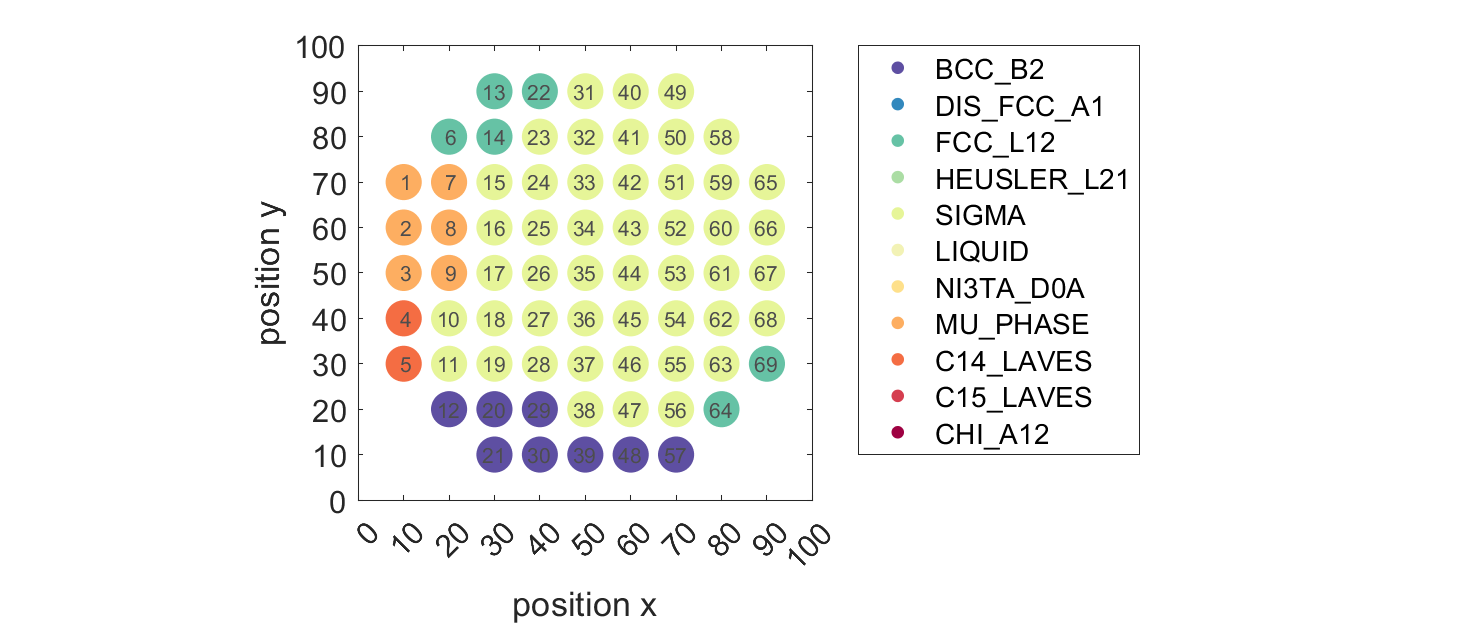 100
90 13 22 31 40 49
80 6 14 23 32 41 50 58
70 1 7 15 24 33 42 51 59 65
60 2 8 16 25 34 43 52 60 66
50 3 9 17 26 35 44 53 61 67
40 4 10 18 27 36 45 54 62 68
30 5 11 19 28 37 46 55 63 69
20 12 20 29 38 47 56 64
10 21 30 39 48 57
0
0 10 20 30 40 50 60 70 80 90 100
position x
position y
BCC_B2
DIS_FCC_A1
FCC_L12
HEUSLER_L21
SIGMA
LIQUID
NI3TA_D0A
MU_PHASE
C14_LAVES
C15_LAVES
CHI_A12